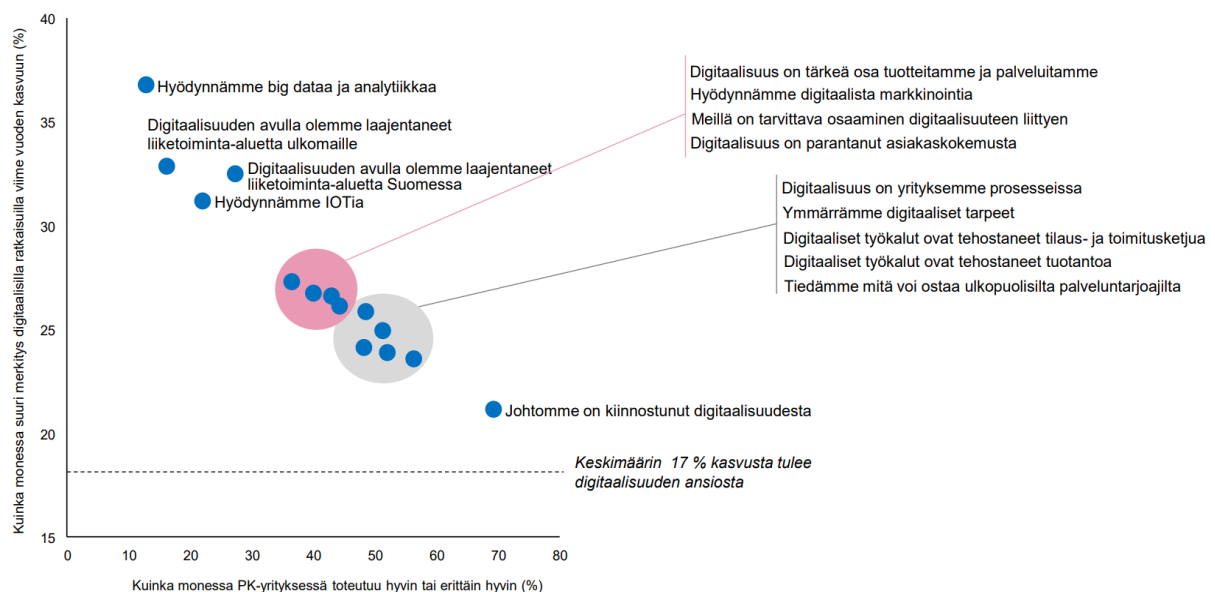 Kuinka monessa suuri merkitys digitaalisilla ratkaisuilla viime vuoden kasvuun (%)
40
35
30
25
20
15
Hyödynnämme big dataa ja analytiikkaa
Digitaalisuuden avulla olemme laajentaneet
liiketoiminta-aluetta ulkomaille
Digitaalisuuden avulla olemme laajentaneet
liiketoiminta-aluetta Suomessa
Hyödynnämme IOTia
Digitaalisuus on tärkeä osa tuotteitamme ja palveluitamme
Hyödynnämme digitaalista markkinointia
Meillä on tarvittava osaaminen digitaalisuuteen liittyen
Digitaalisuus on parantanut asiakaskokemusta
Digitaalisuus on yrityksemme prosesseissa
Ymmärrämme digitaaliset tarpeet
Digitaaliset työkalut ovat tehostaneet tilaus- ja toimitusketjua
Digitaaliset työkalut ovat tehostaneet tuotantoa
Tiedämme mitä voi ostaa ulkopuolisilta palveluntarjoajilta
Johtomme on kiinnostunut digitaalisuudesta
Keskimäärin 17 % kasvusta tulee
digitaalisuuden ansiosta
0 10 20 30 40 50 60 70 80
Kuinka monessa PK-yrityksessä toteutuu hyvin tai erittäin hyvin (%)